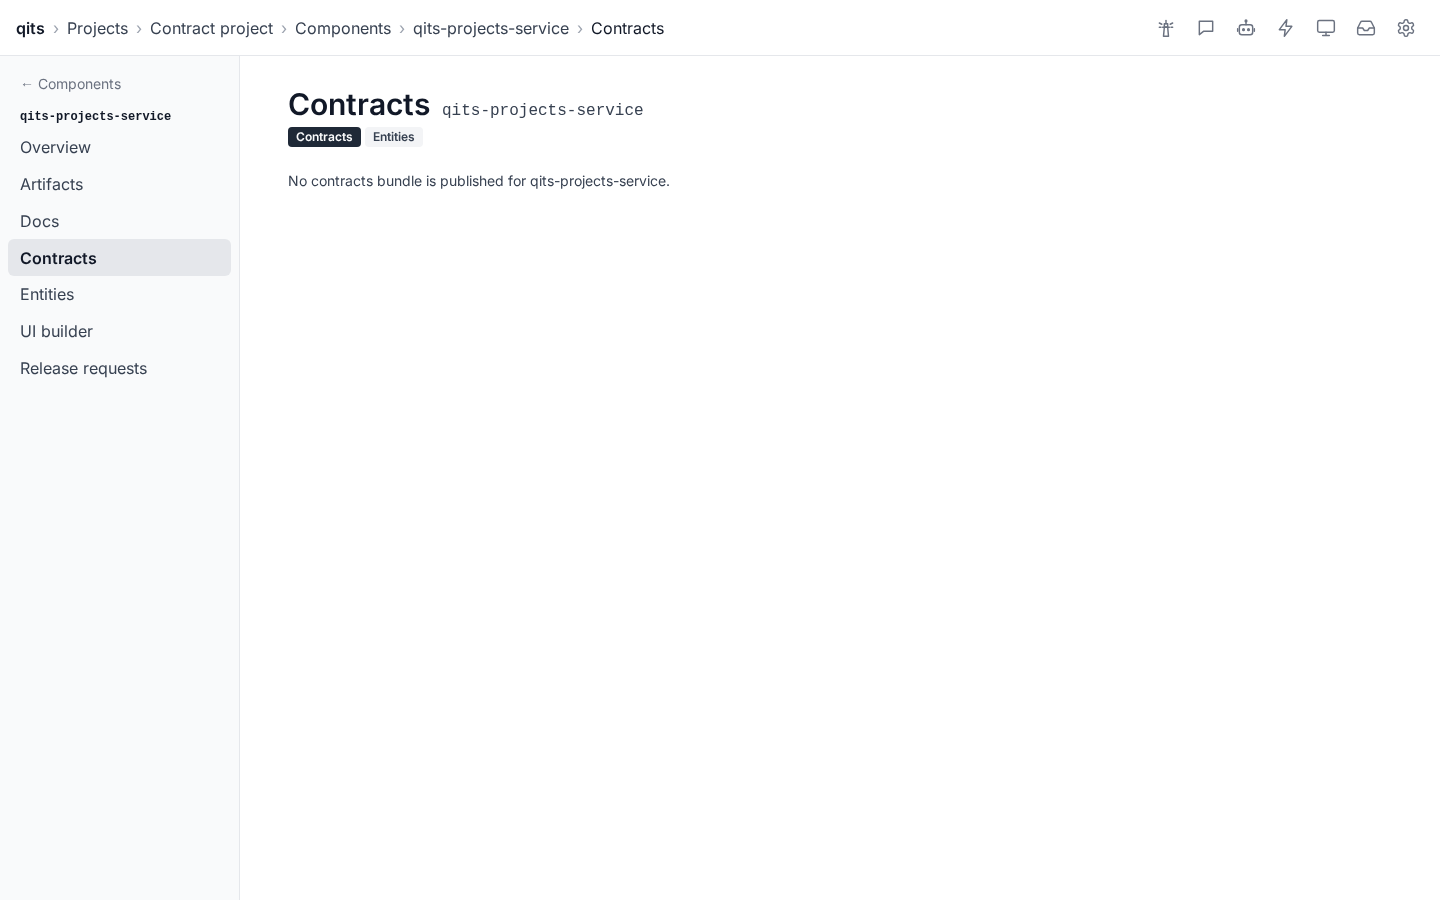 qits › Projects › Contract project › Components › qits-projects-service › Contracts
← Components
qits-projects-service
Overview
Artifacts
Docs
Contracts
Entities
UI builder
Release requests
Contracts qits-projects-service
Contracts Entities
No contracts bundle is published for qits-projects-service.